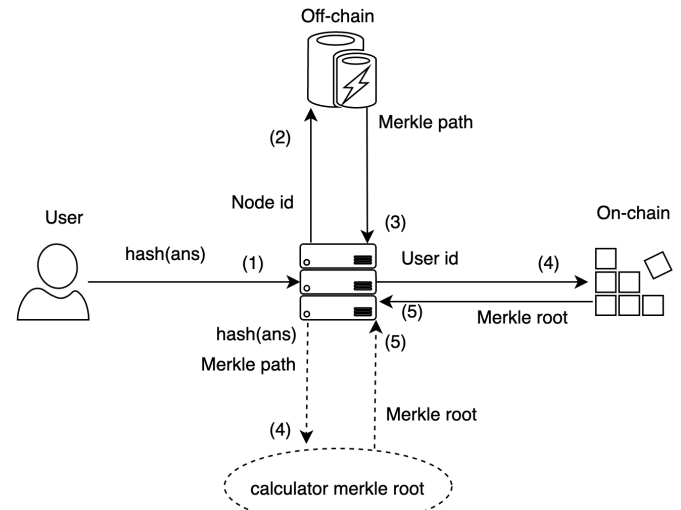 Off-chain
Merkle path
(2)
Node id
(3)
User
On-chain
hash(ans)
(1)
User id
(4)
(5)
Merkle root
hash(ans)
Merkle path
(5)
Merkle root
(4)
calculator merkle root